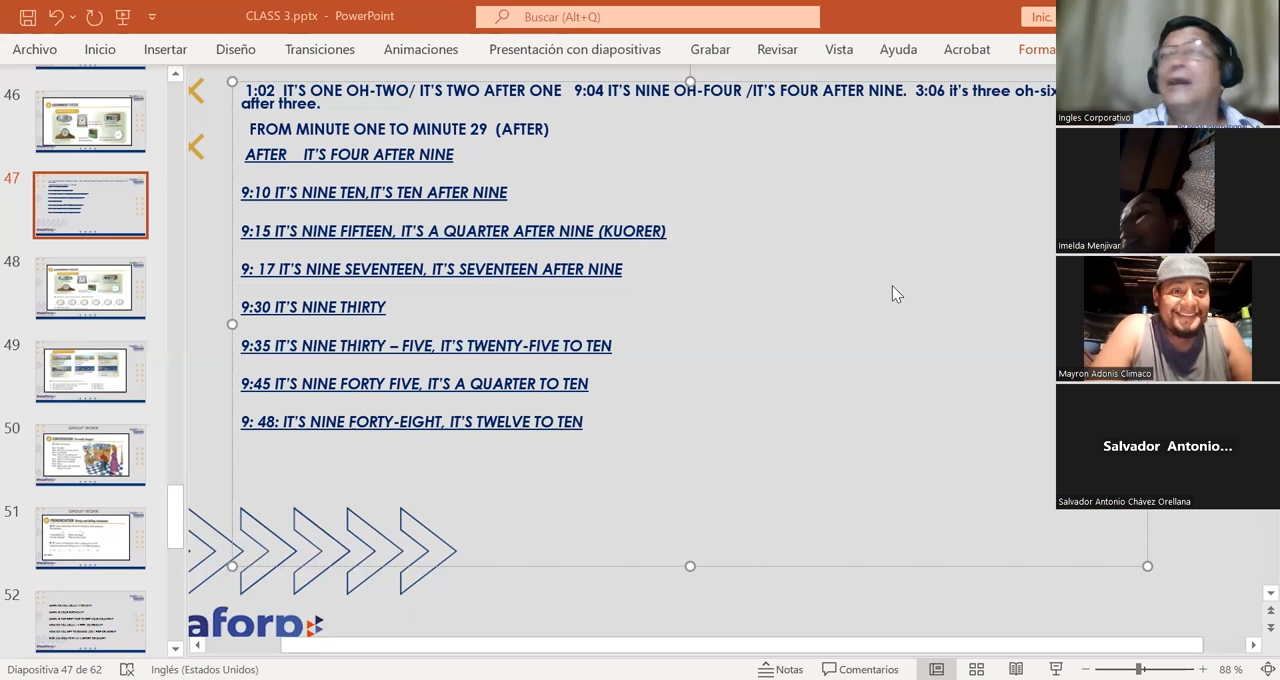 CLASS 3.pptx - PowerPoint
Buscar (Alt+Q)
Inic.
Archivo Inicio Insertar Diseño Transiciones Animaciones Presentación con diapositivas Grabar Revisar Vista Ayuda Acrobat Forma
46
47
48
49
50
51
52
GROUP WORK
GROUP WORK
1:02 IT'S ONE OH-TWO/ IT'S TWO AFTER ONE 9:04 IT'S NINE OH-FOUR /IT'S FOUR AFTER NINE. 3:06 it's three oh-six
after three.
FROM MINUTE ONE TO MINUTE 29 (AFTER)
AFTER IT'S FOUR AFTER NINE
9:10 IT'S NINE TEN,IT'S TEN AFTER NINE
9:15 IT'S NINE FIFTEEN, IT'S A QUARTER AFTER NINE (KUORER)
9: 17 IT'S NINE SEVENTEEN, IT'S SEVENTEEN AFTER NINE
9:30 IT'S NINE THIRTY
9:35 IT'S NINE THIRTY – FIVE, IT'S TWENTY-FIVE TO TEN
9:45 IT'S NINE FORTY FIVE, IT'S A QUARTER TO TEN
9: 48: IT'S NINE FORTY-EIGHT, IT'S TWELVE TO TEN
aforp
Ingles Corporativo
Imelda Menjivar
Mayron Adonis Climaco
Salvador Antonio...
Salvador Antonio Chávez Orellana
Diapositiva 47 de 62
Inglés (Estados Unidos)
Notas
Comentarios
88 %